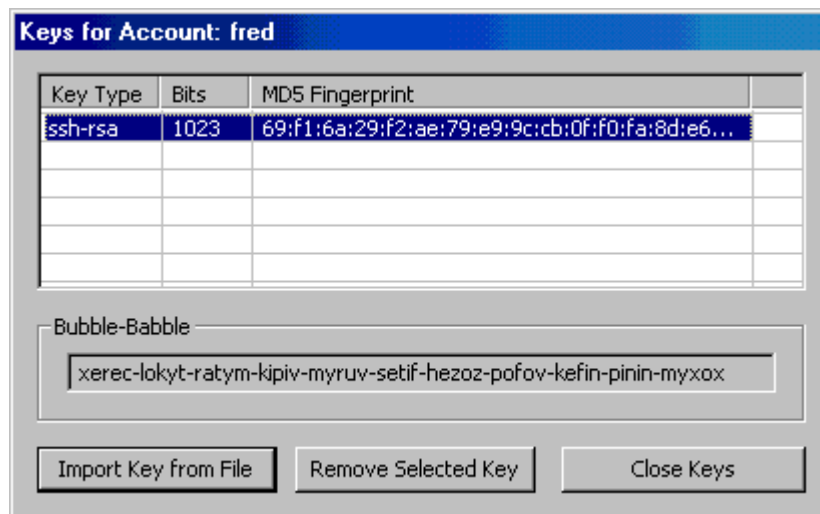 Keys for Account: fred
Key Type Bits MD5 Fingerprint
ssh-rsa 1023 69:f1:6a:29:f2:ae:79:e9:9c:cb:0f:f0:fa:8d:e6...
Bubble-Babble
xerec-lokyt-ratym-kipiv-myruv-setif-hezoz-pofov-kefin-pinin-myxox
Import Key from File Remove Selected Key Close Keys